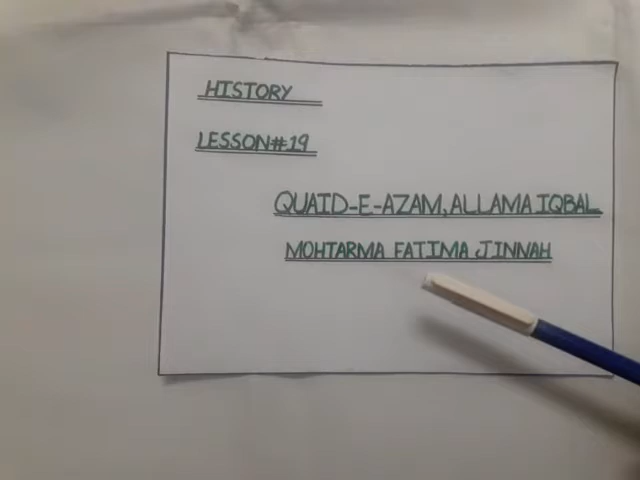 HISTORY
LESSON#19
QUAID-E-AZAM, ALLAMA IQBAL
MOHTARMA FATIMA JINNAH